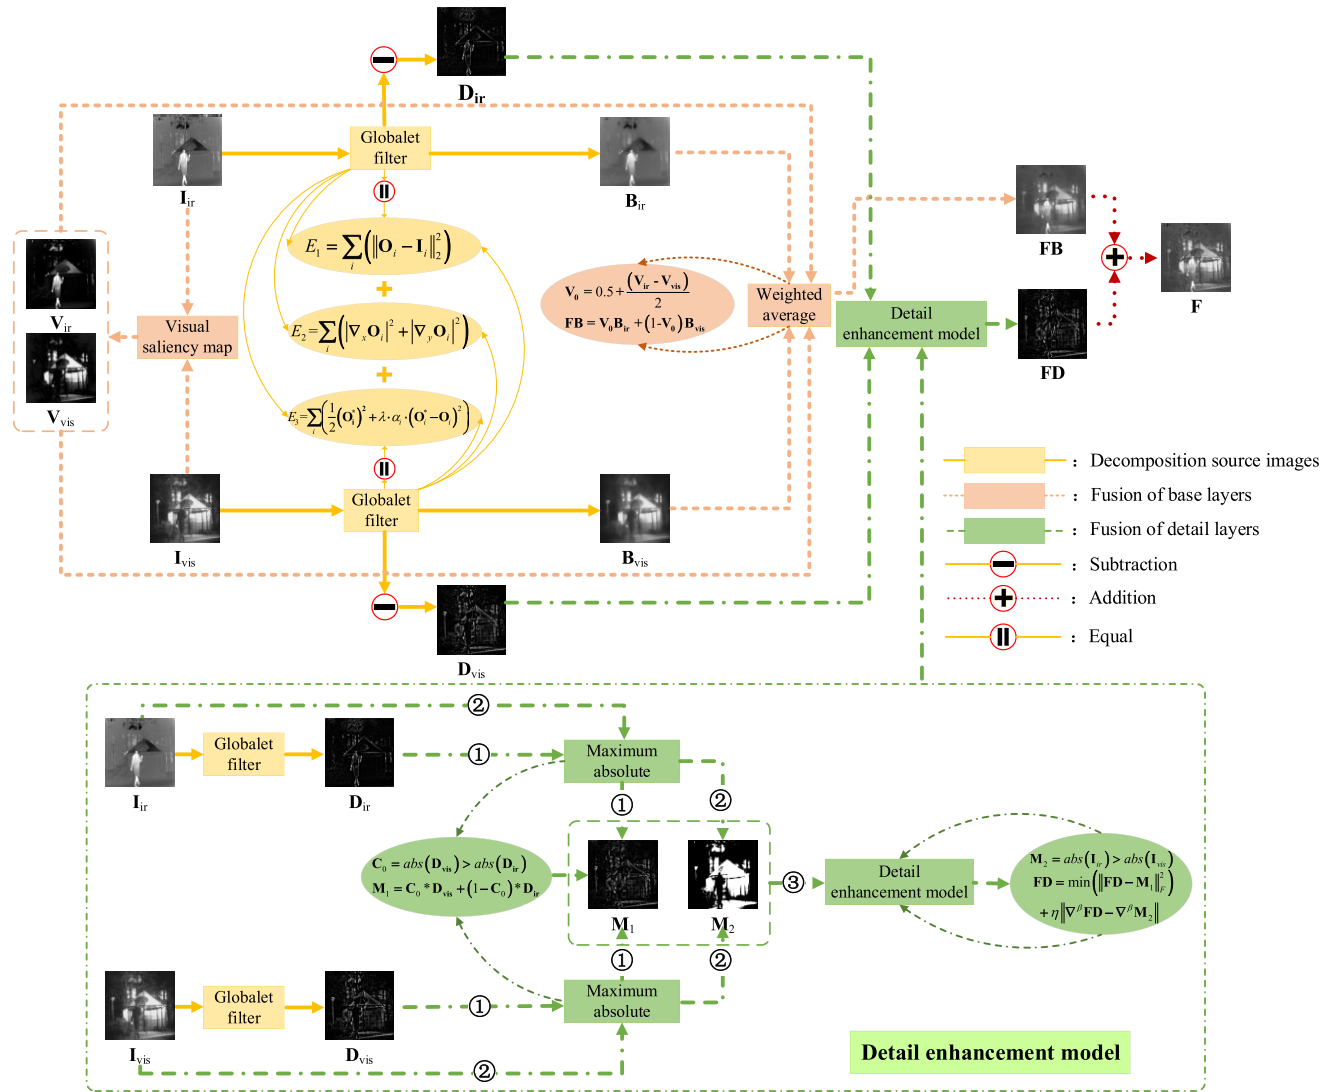 D_ir
Globalet
filter
I_ir
B_ir
E_1 = ∑_i (‖O_i − I_i‖_2^2)
+
E_2 = ∑_i (|∇_x O_i|^2 + |∇_y O_i|^2)
+
E_3 = ∑_i (1/2 (O_i^*)^2 + λ·α_i·(O_i^* − O_i)^2)
V_ir
V_vis
Visual
saliency map
V_0 = 0.5 + (V_ir - V_vis)/2
FB = V_0 B_ir + (1-V_0) B_vis
Weighted
average
Detail
enhancement model
FB
FD
F
Globalet
filter
I_vis
B_vis
D_vis
: Decomposition source images
: Fusion of base layers
: Fusion of detail layers
: Subtraction
: Addition
: Equal
②
I_ir
Globalet
filter
D_ir
①
Maximum
absolute
①
②
C_0 = abs(D_vis) > abs(D_ir)
M_1 = C_0 * D_vis + (1 − C_0) * D_ir
M_1
M_2
③
Detail
enhancement model
M_2 = abs(I_ir) > abs(I_vis)
FD = min(‖FD − M_1‖_F^2)
+ η‖∇^β FD − ∇^β M_2‖
①
②
I_vis
Globalet
filter
D_vis
①
Maximum
absolute
②
Detail enhancement model